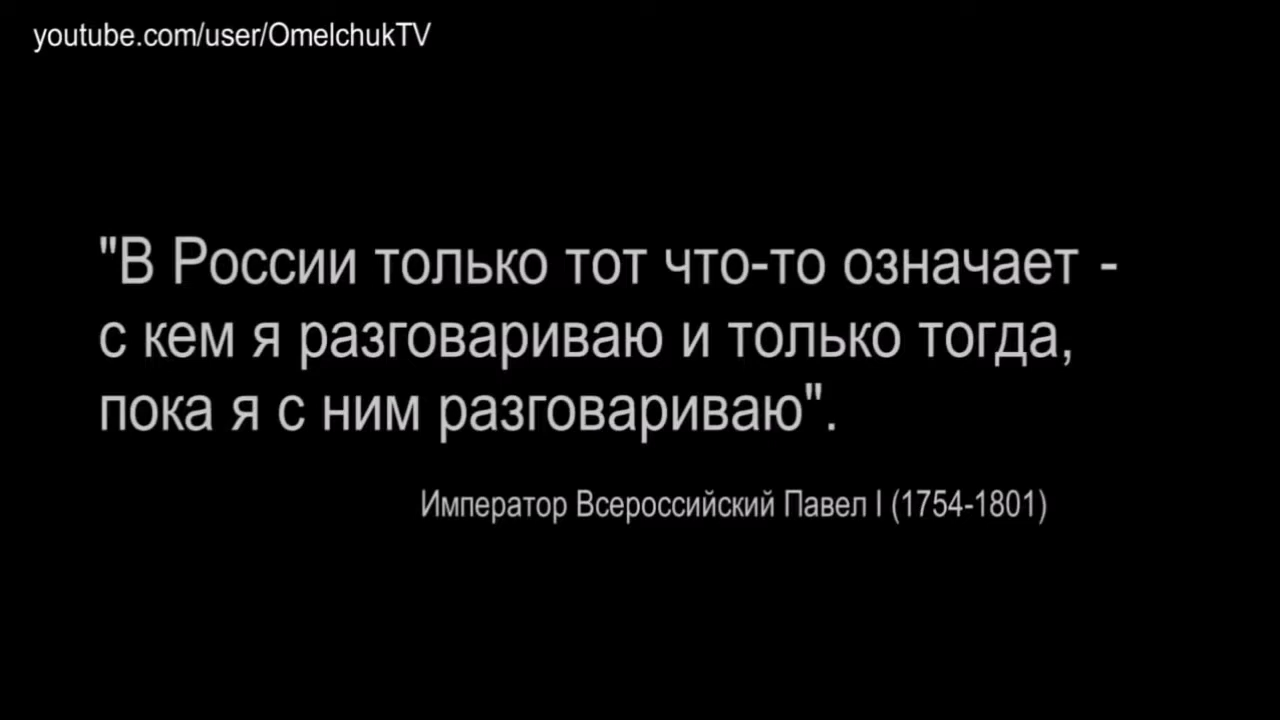 youtube.com/user/OmelchukTV
"В России только тот что-то означает -
с кем я разговариваю и только тогда,
пока я с ним разговариваю".
Император Всероссийский Павел I (1754-1801)